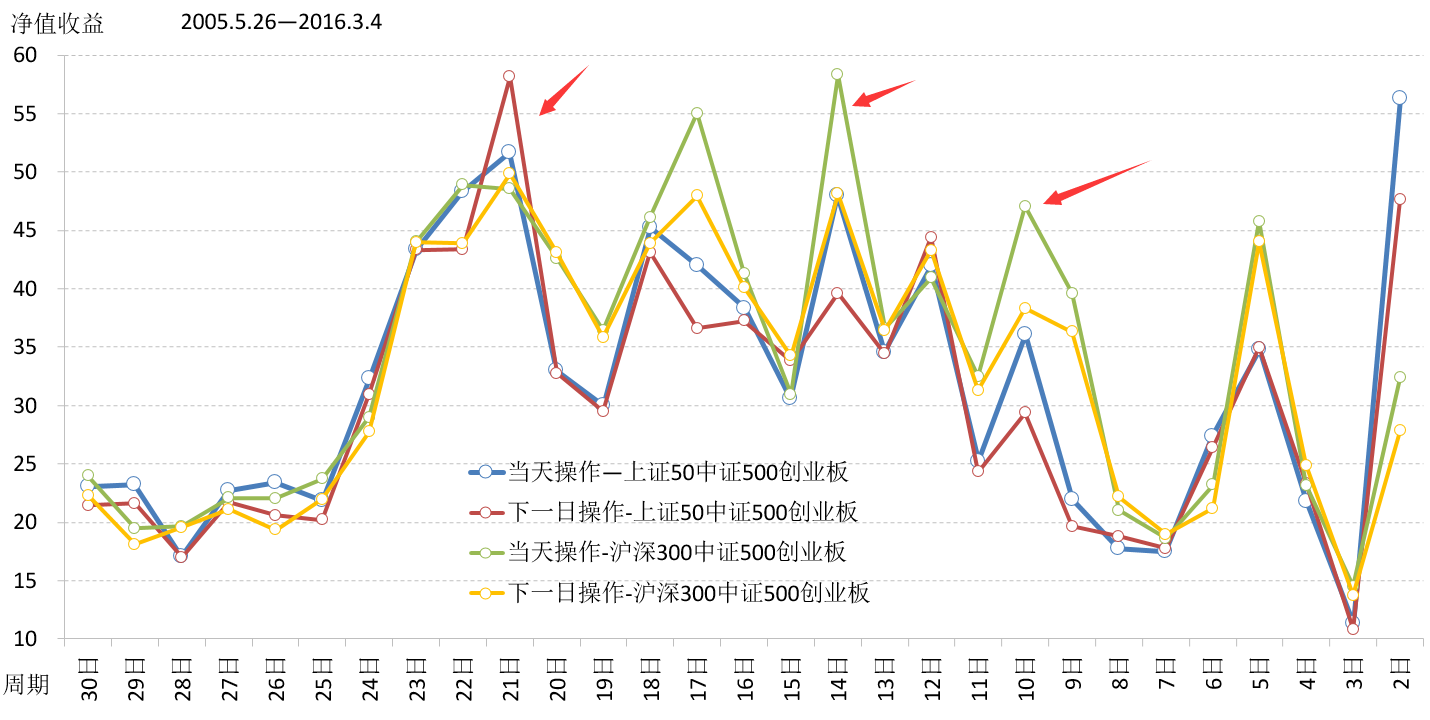 净值收益 2005.5.26—2016.3.4
60
55
50
45
40
35
30
25
20
15
10
当天操作—上证50中证500创业板
下一日操作-上证50中证500创业板
当天操作-沪深300中证500创业板
下一日操作-沪深300中证500创业板
周期 30日 29日 28日 27日 26日 25日 24日 23日 22日 21日 20日 19日 18日 17日 16日 15日 14日 13日 12日 11日 10日 9日 8日 7日 6日 5日 4日 3日 2日